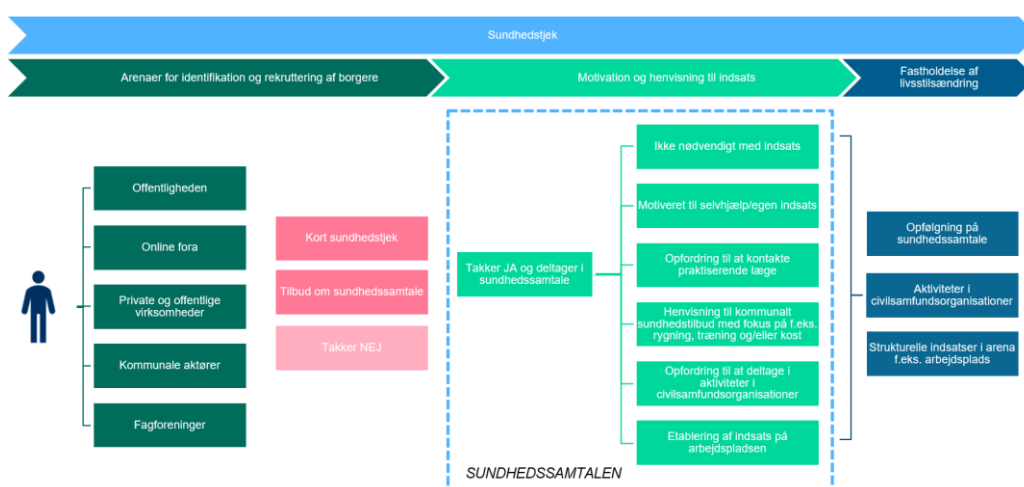 Sundhedstjek
Arenaer for identifikation og rekruttering af borgere
Motivation og henvisning til indsats
Fastholdelse af
livsstilsændring
Offentligheden
Online fora
Private og offentlige
virksomheder
Kommunale aktører
Fagforeninger
Kort sundhedstjek
Tilbud om sundhedssamtale
Takker NEJ
Takker JA og deltager i
sundhedssamtale
Ikke nødvendigt med indsats
Motiveret til selvhjælp/egen indsats
Opfordring til at kontakte
praktiserende læge
Henvisning til kommunalt
sundhedstilbud med fokus på f.eks.
rygning, træning og/eller kost
Opfordring til at deltage i
aktiviteter i
civilsamfundsorganisationer
Etablering af indsats på
arbejdspladsen
SUNDHEDSSAMTALEN
Opfølgning på
sundhedssamtale
Aktiviteter i
civilsamfundsorganisationer
Strukturelle indsatser i arena
f.eks. arbejdsplads